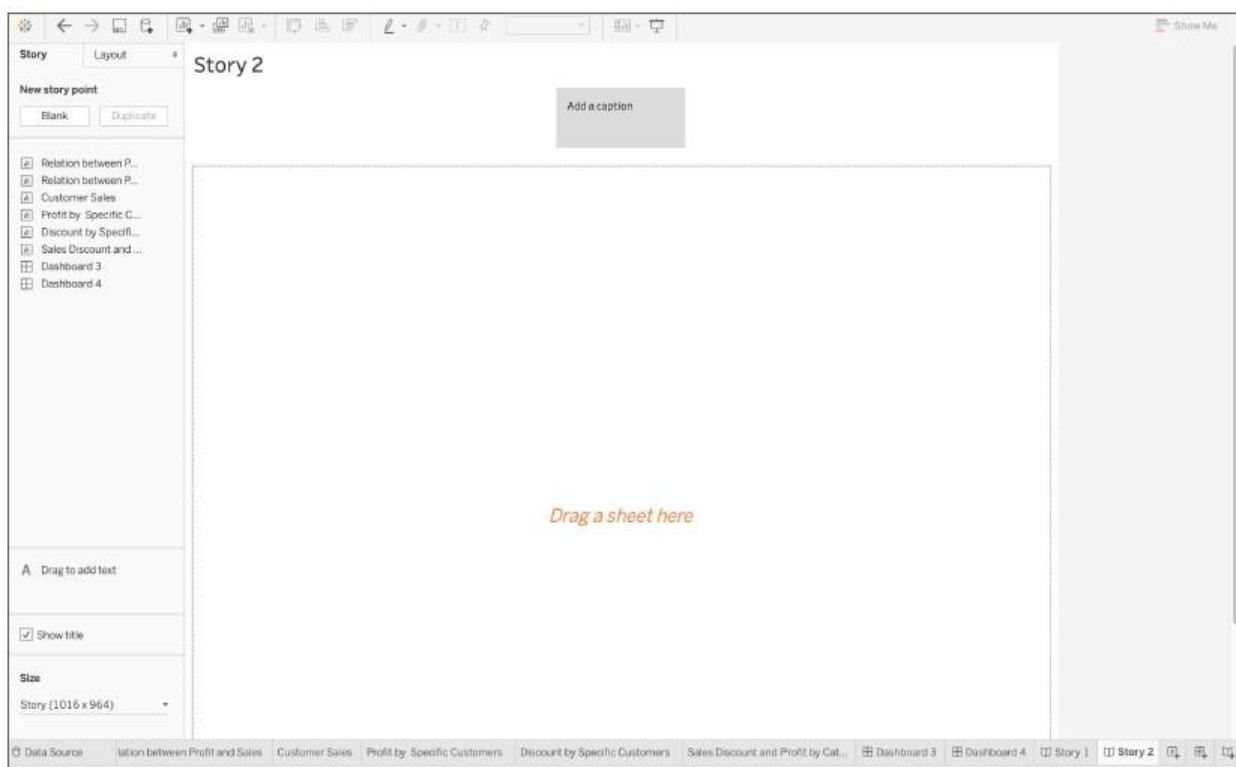 Show Me
Story
Layout
Story 2
New story point
Blank
Duplicate
Add a caption
Relation between P...
Relation between P...
Customer Sales
Profit by Specific C...
Discount by Specifi...
Sales Discount and ...
Dashboard 3
Dashboard 4
Drag a sheet here
A Drag to add text
Show title
Size
Story (1016 x 964)
Data Source lation between Profit and Sales Customer Sales Profit by Specific Customers Discount by Specific Customers Sales Discount and Profit by Cat... Dashboard 3 Dashboard 4 Story 1 Story 2